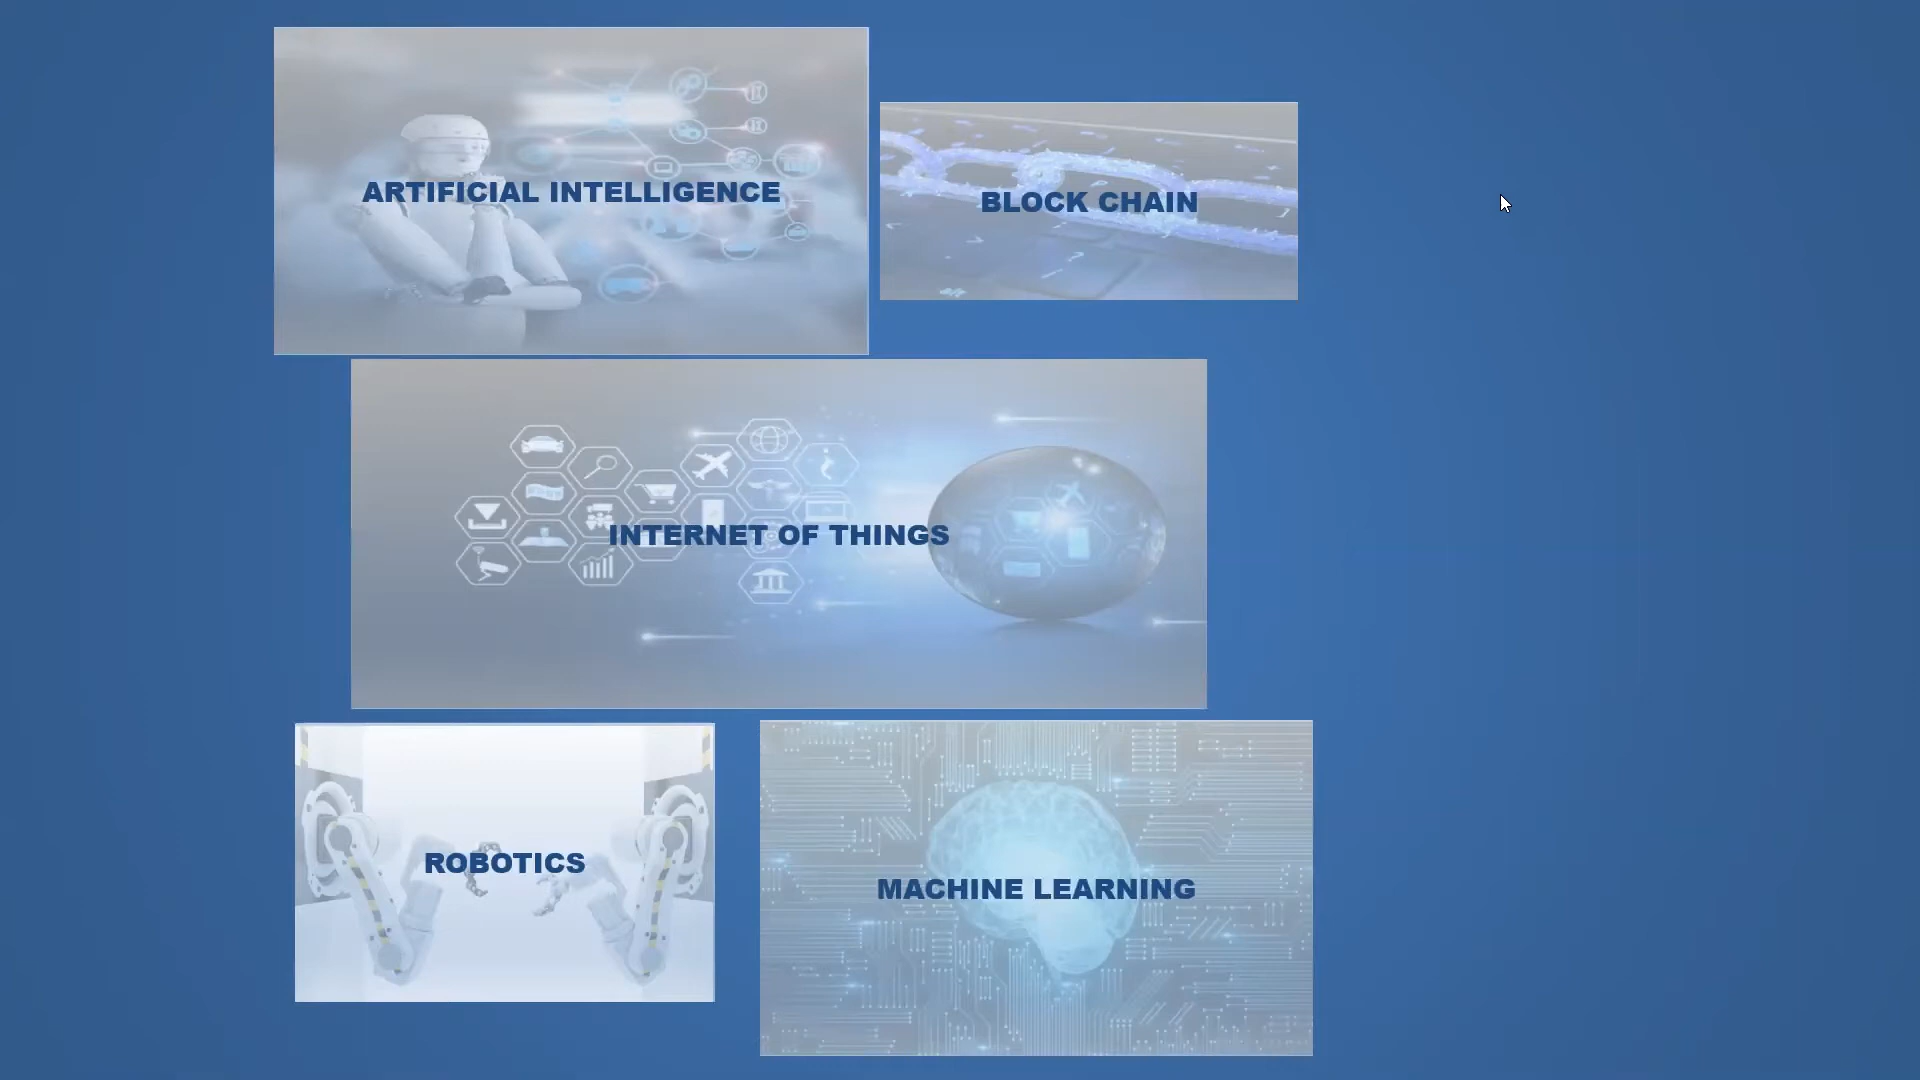 ARTIFICIAL INTELLIGENCE
BLOCK CHAIN
INTERNET OF THINGS
ROBOTICS
MACHINE LEARNING